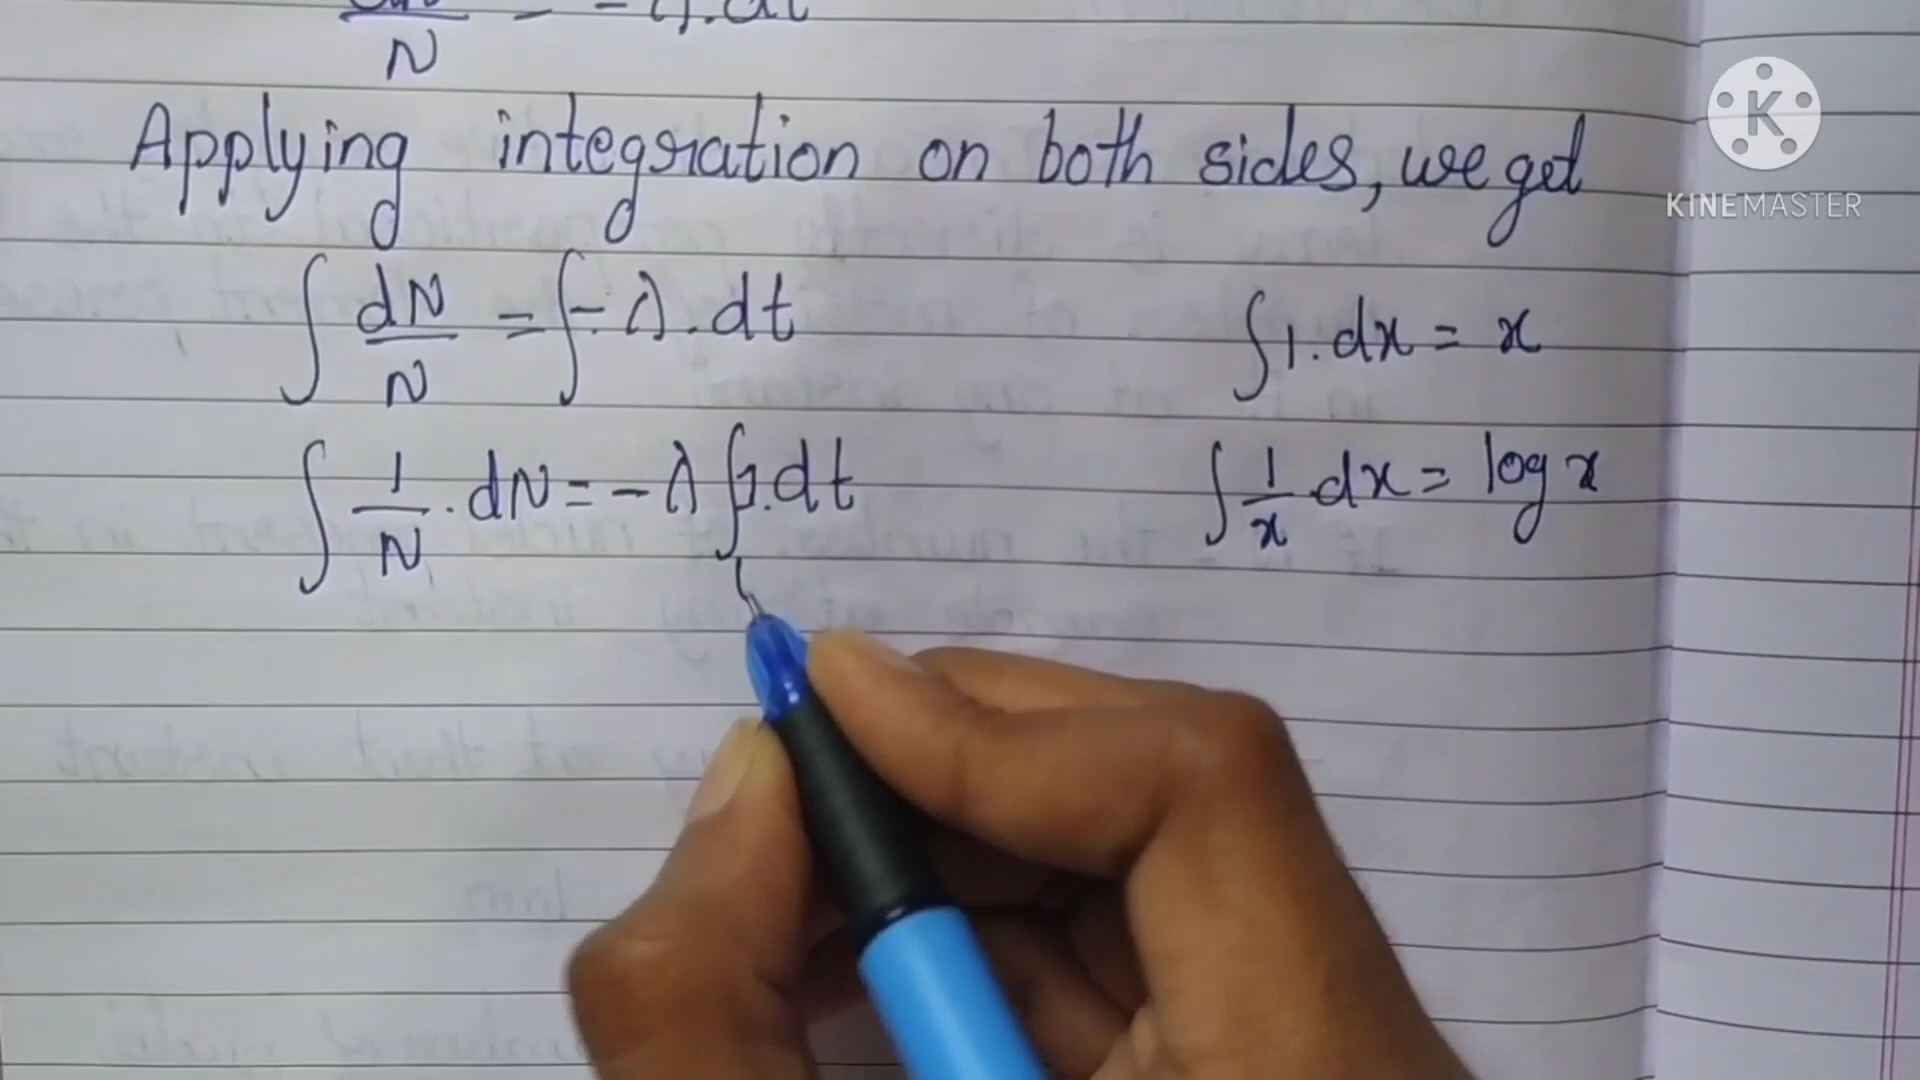 N = - λ. dt
Applying integration on both sides, we get
∫ dN/N = ∫ - λ. dt
∫ 1. dx = x
∫ 1/N . dN = - λ ∫ 1. dt
∫ 1/x . dx = log x
K
KINEMASTER